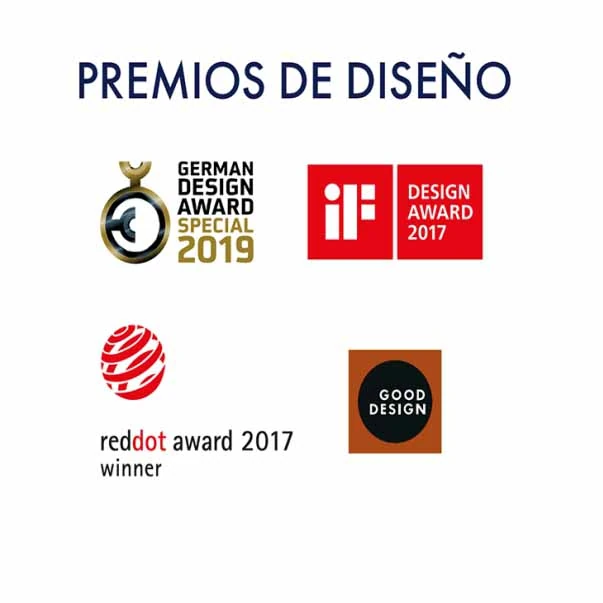 PREMIOS DE DISEÑO
GERMAN
DESIGN
AWARD
SPECIAL
2019
iF
DESIGN
AWARD
2017
reddot award 2017
winner
GOOD
DESIGN